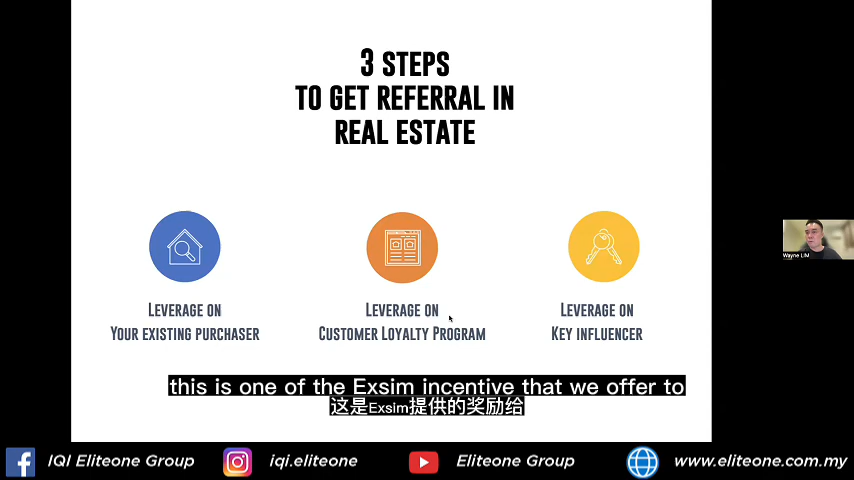 3 STEPS
TO GET REFERRAL IN
REAL ESTATE
LEVERAGE ON
YOUR EXISTING PURCHASER
LEVERAGE ON
CUSTOMER LOYALTY PROGRAM
LEVERAGE ON
KEY INFLUENCER
Wayne LIM
this is one of the Exsim incentive that we offer to
这是Exsim提供的奖励给
IQI Eliteone Group
iqi.eliteone
Eliteone Group
www.eliteone.com.my